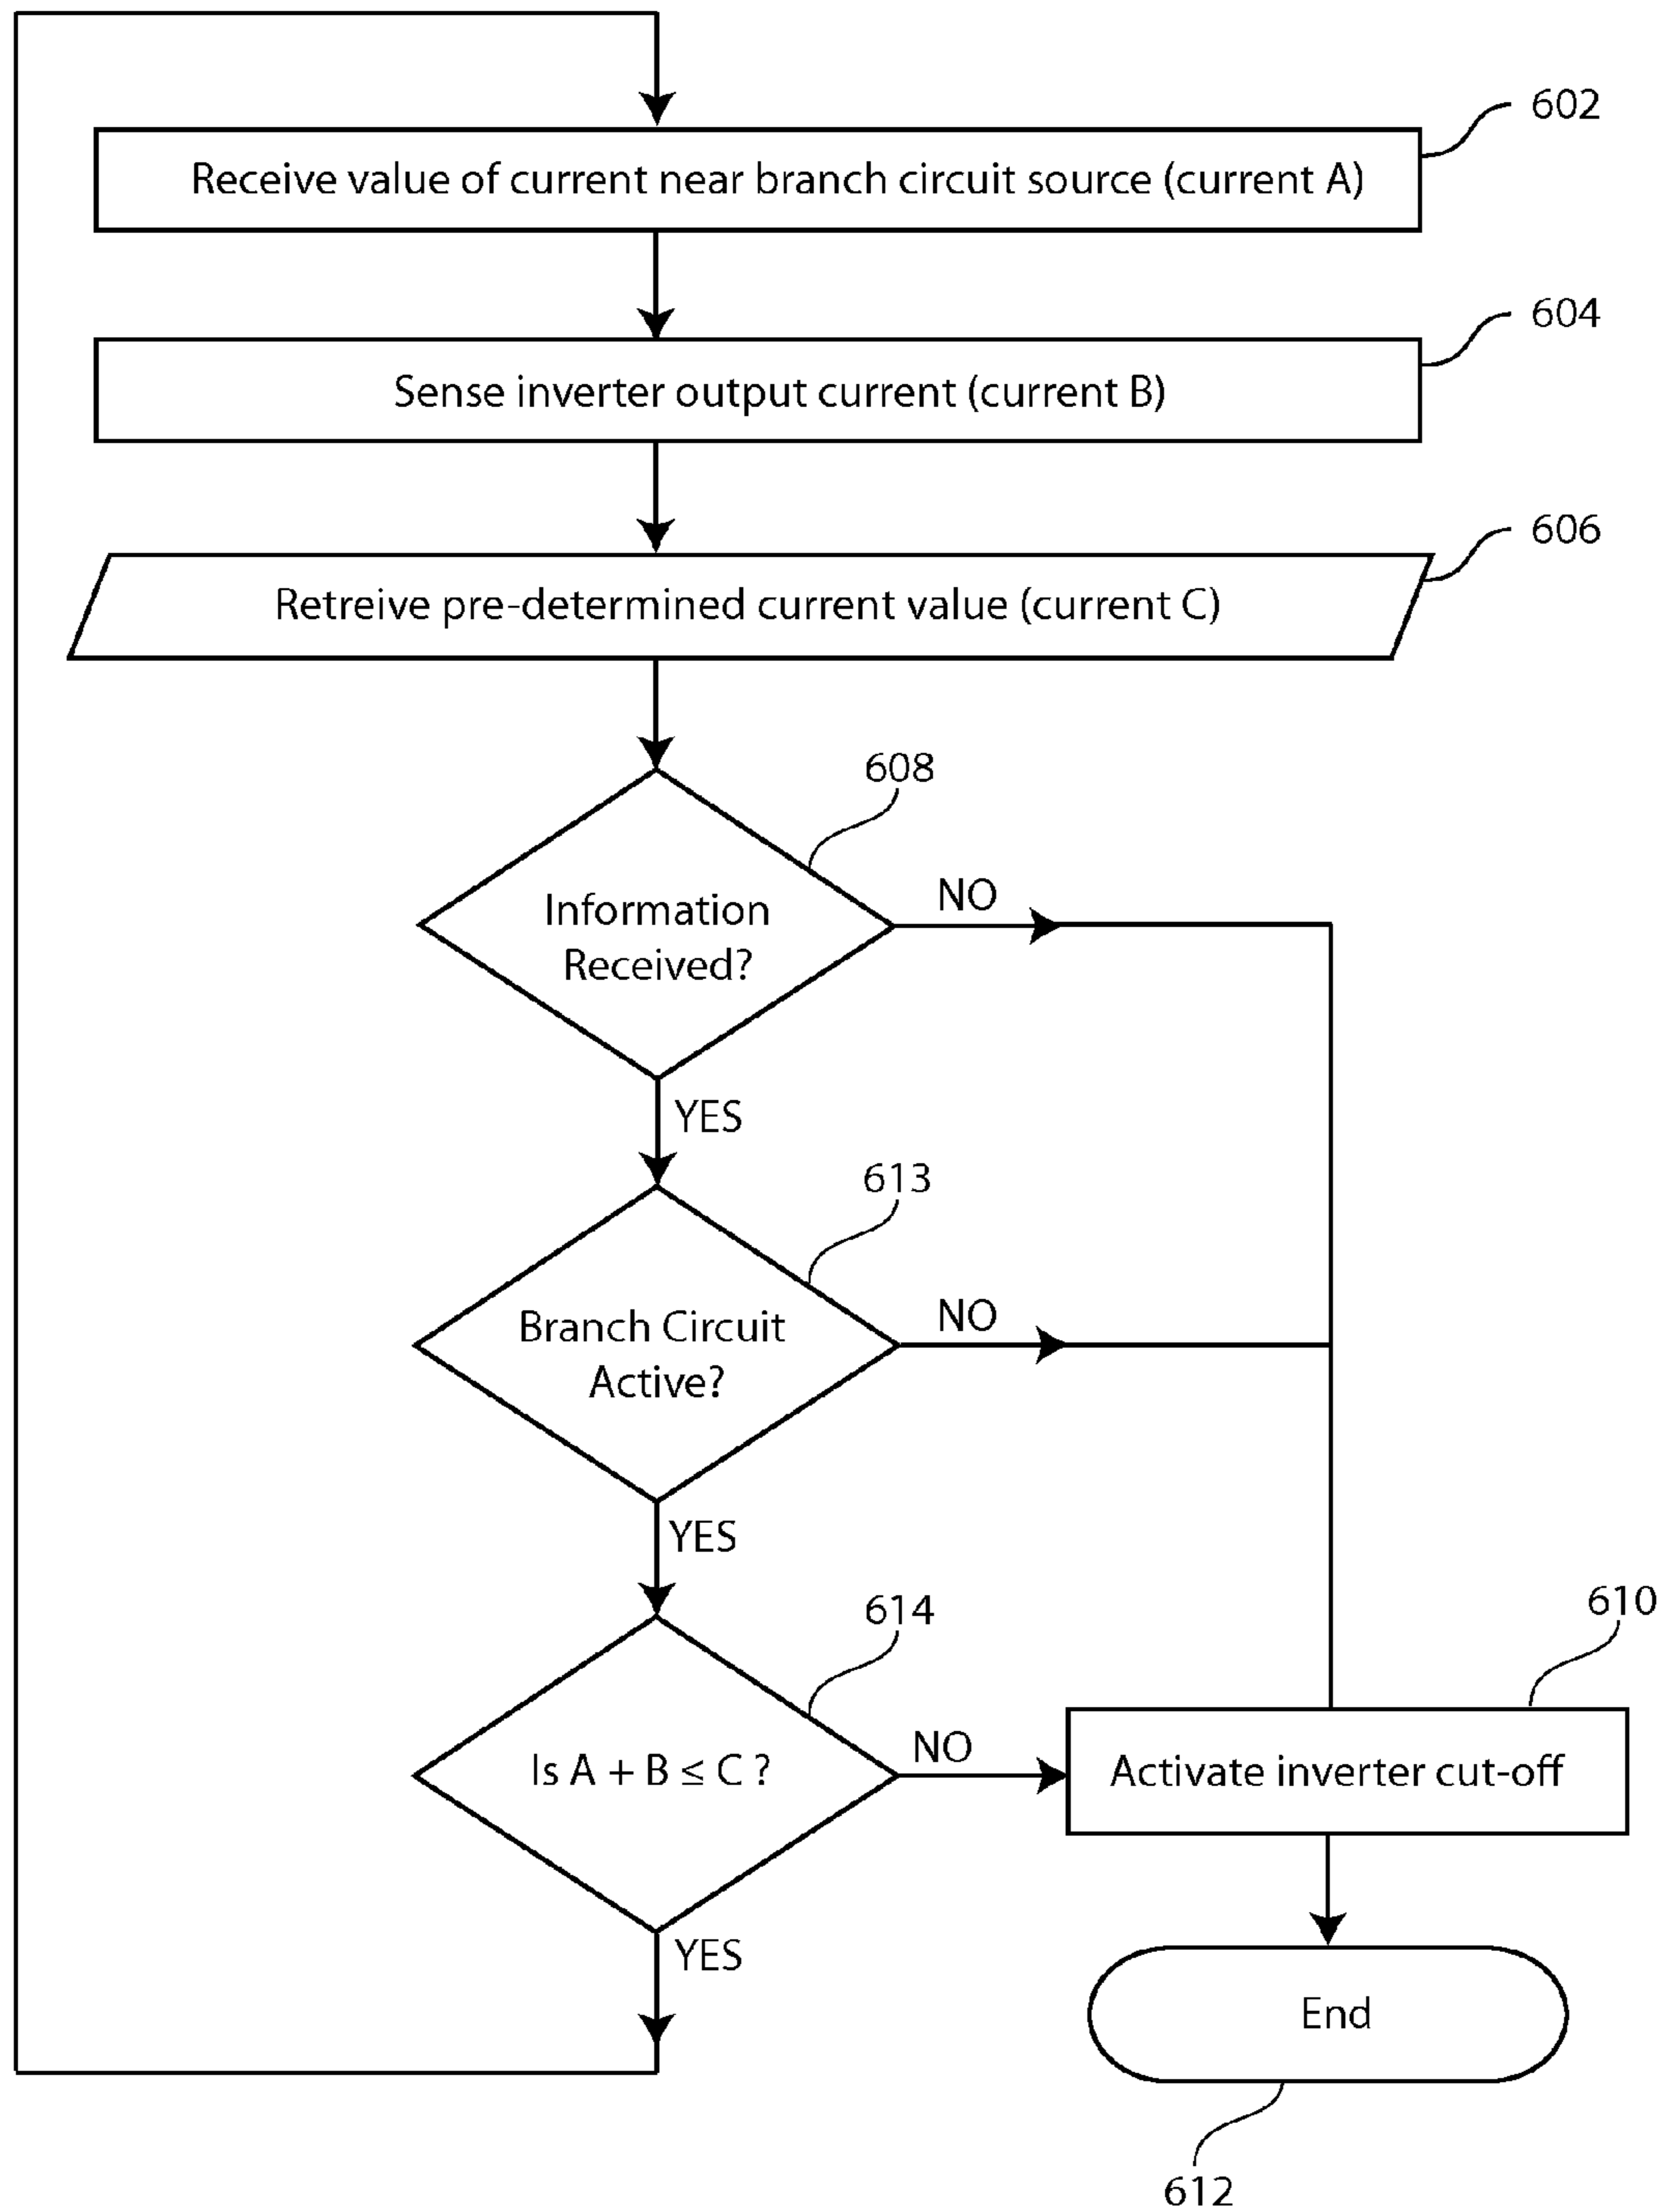 602
Receive value of current near branch circuit source (current A)
604
Sense inverter output current (current B)
606
Retreive pre-determined current value (current C)
608
Information
Received?
NO
YES
613
Branch Circuit
Active?
NO
YES
614
Is A + B ≤ C ?
NO
610
Activate inverter cut-off
YES
End
612